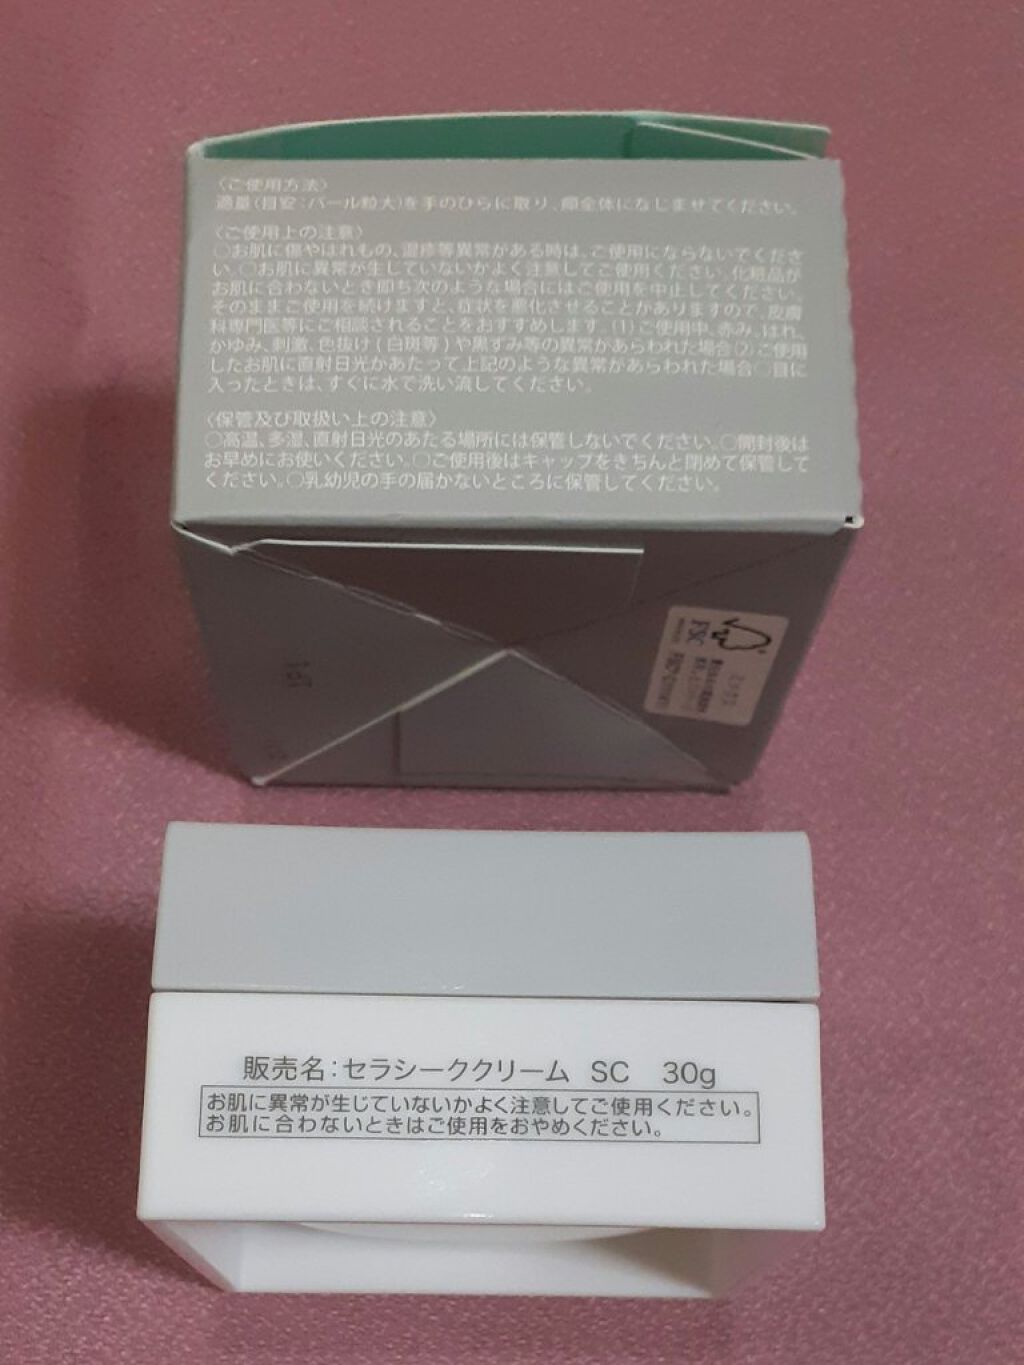 〈ご使用方法〉
適量(目安:パール粒大)を手のひらに取り、顔全体になじませてください。
〈ご使用上の注意〉
○お肌に傷やはれもの、湿疹等異常がある時は、ご使用にならないでくださ
い。○お肌に異常が生じていないかよく注意してご使用ください。化粧品が
お肌に合わないとき即ち次のような場合にはご使用を中止してください。
そのままご使用を続けますと、症状を悪化させることがありますので、皮膚
科専門医等にご相談されることをおすすめします。(1)ご使用中、赤み、はれ、
かゆみ、刺激、色抜け(白斑等)や黒ずみ等の異常があらわれた場合(2)ご使用
したお肌に直射日光があたって上記のような異常があらわれた場合○目に
入ったときは、すぐに水で洗い流してください。
〈保管及び取扱い上の注意〉
○高温、多湿、直射日光のあたる場所には保管しないでください。○開封後は
お早めにお使いください。○ご使用後はキャップをきちんと閉めて保管して
ください。○乳幼児の手の届かないところに保管してください。
FSC
ミックス
販売名:セラシーククリーム SC 30g
お肌に異常が生じていないかよく注意してご使用ください。
お肌に合わないときはご使用をおやめください。